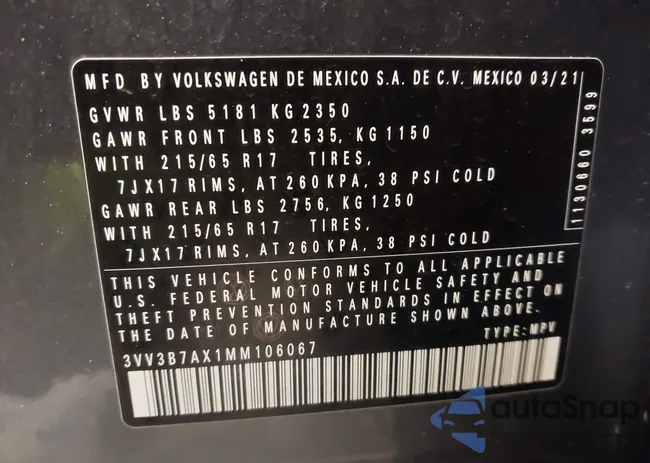 MFD BY VOLKSWAGEN DE MEXICO S.A. DE C.V. MEXICO 03/21
GVWR LBS 5181 KG 2350
GAWR FRONT LBS 2535, KG 1150
WITH 215/65 R17 TIRES,
7JX17 RIMS, AT 260 KPA, 38 PSI COLD
GAWR REAR LBS 2756, KG 1250
WITH 215/65 R17 TIRES,
7JX17 RIMS, AT 260 KPA, 38 PSI COLD
1130660 3599
THIS VEHICLE CONFORMS TO ALL APPLICABLE
U.S. FEDERAL MOTOR VEHICLE SAFETY AND
THEFT PREVENTION STANDARDS IN EFFECT ON
THE DATE OF MANUFACTURE SHOWN ABOVE.
TYPE: MPV
3VV3B7AX1MM106067
autoSnap